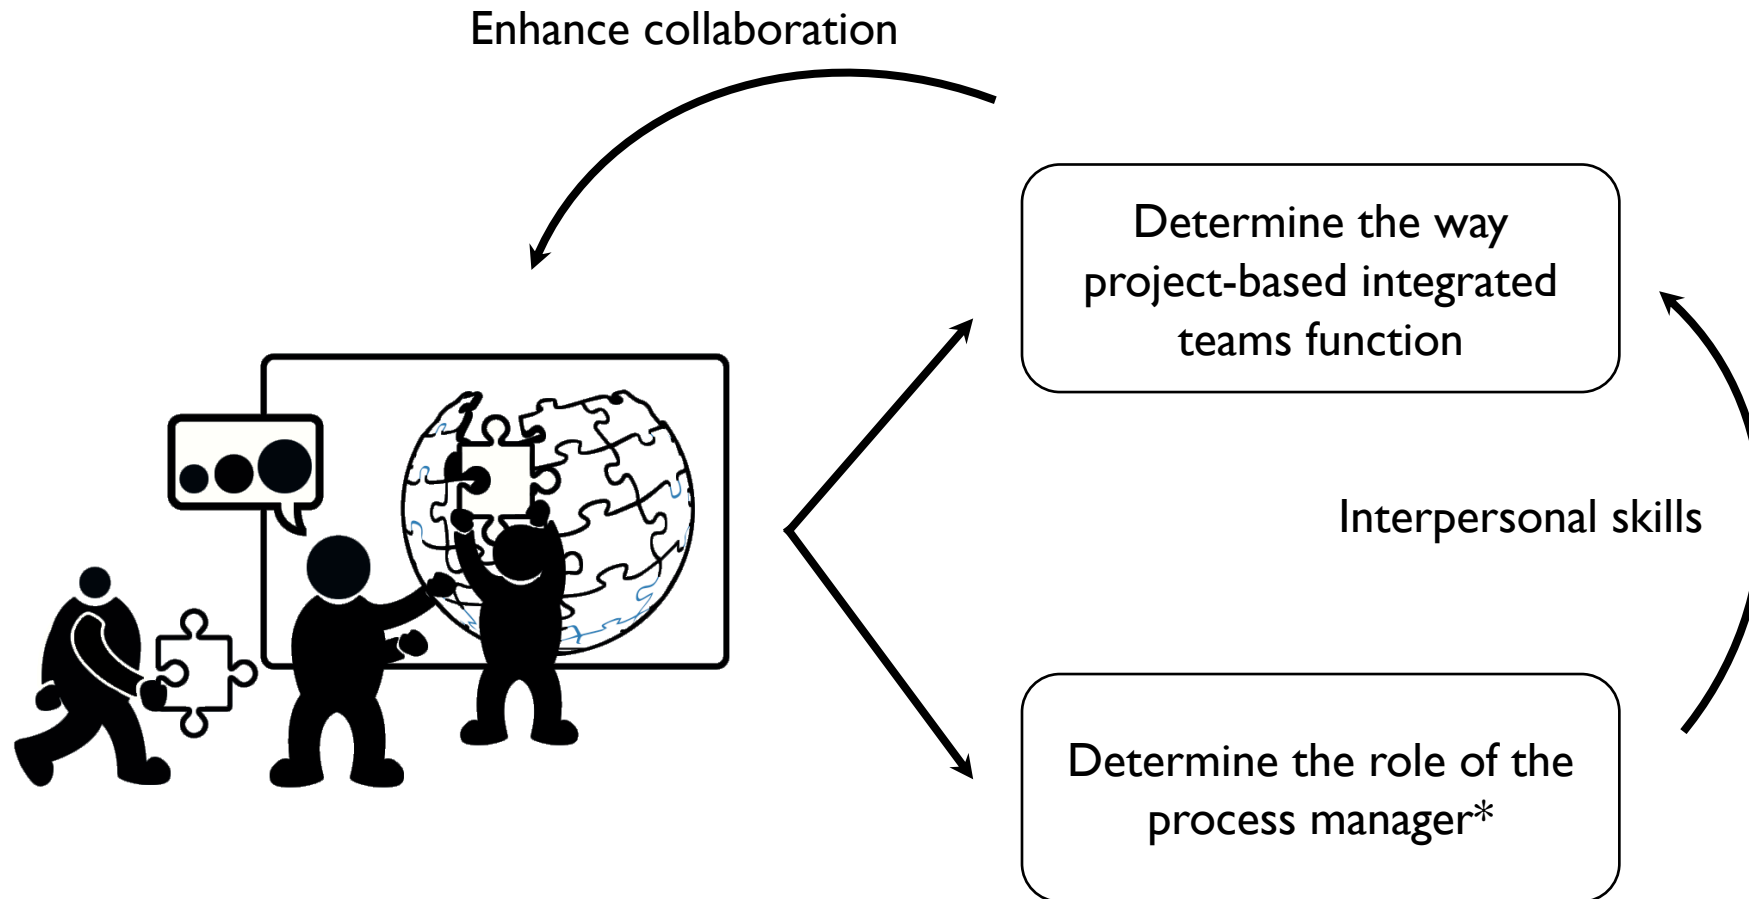 Enhance collaboration
Determine the way
project-based integrated
teams function
Interpersonal skills
Determine the role of the
process manager*